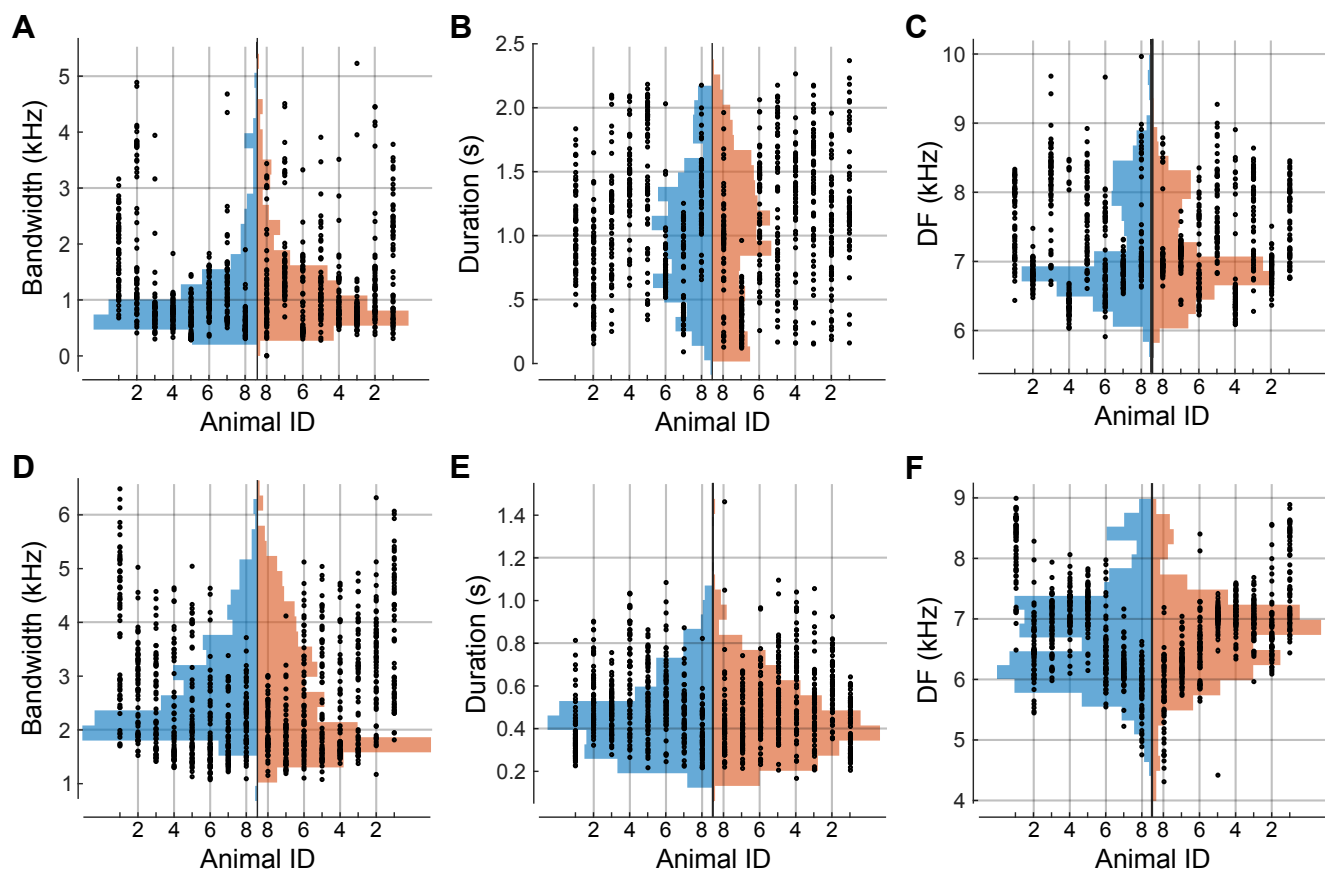 A
Bandwidth (kHz)
5
4
3
2
1
0
2 4 6 8 8 6 4 2
Animal ID
B
Duration (s)
2.5
2.0
1.5
1.0
.5
0
2 4 6 8 8 6 4 2
Animal ID
C
DF (kHz)
10
9
8
7
6
2 4 6 8 8 6 4 2
Animal ID
D
Bandwidth (kHz)
6
5
4
3
2
1
2 4 6 8 8 6 4 2
Animal ID
E
Duration (s)
1.4
1.2
1.0
0.8
0.6
0.4
0.2
2 4 6 8 8 6 4 2
Animal ID
F
DF (kHz)
9
8
7
6
5
4
2 4 6 8 8 6 4 2
Animal ID